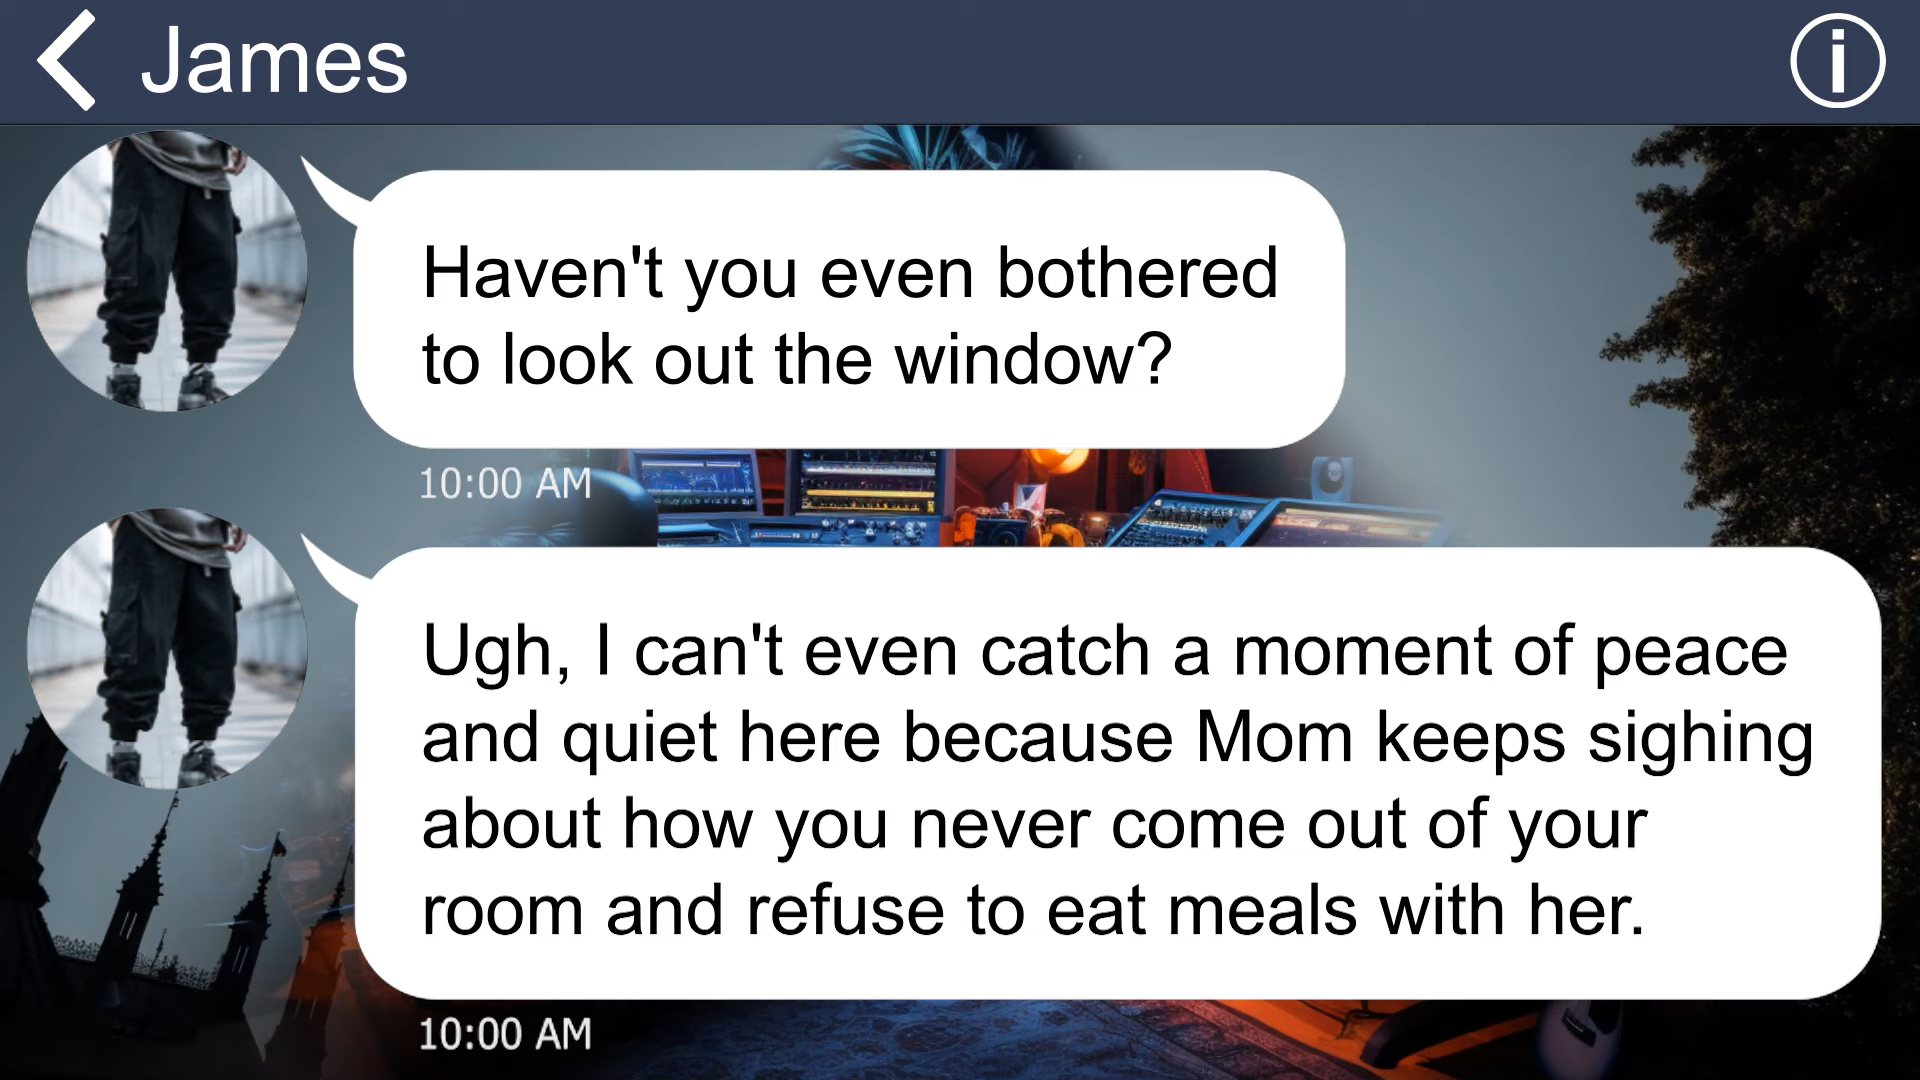 James
Haven't you even bothered
to look out the window?
10:00 AM
Ugh, I can't even catch a moment of peace
and quiet here because Mom keeps sighing
about how you never come out of your
room and refuse to eat meals with her.
10:00 AM